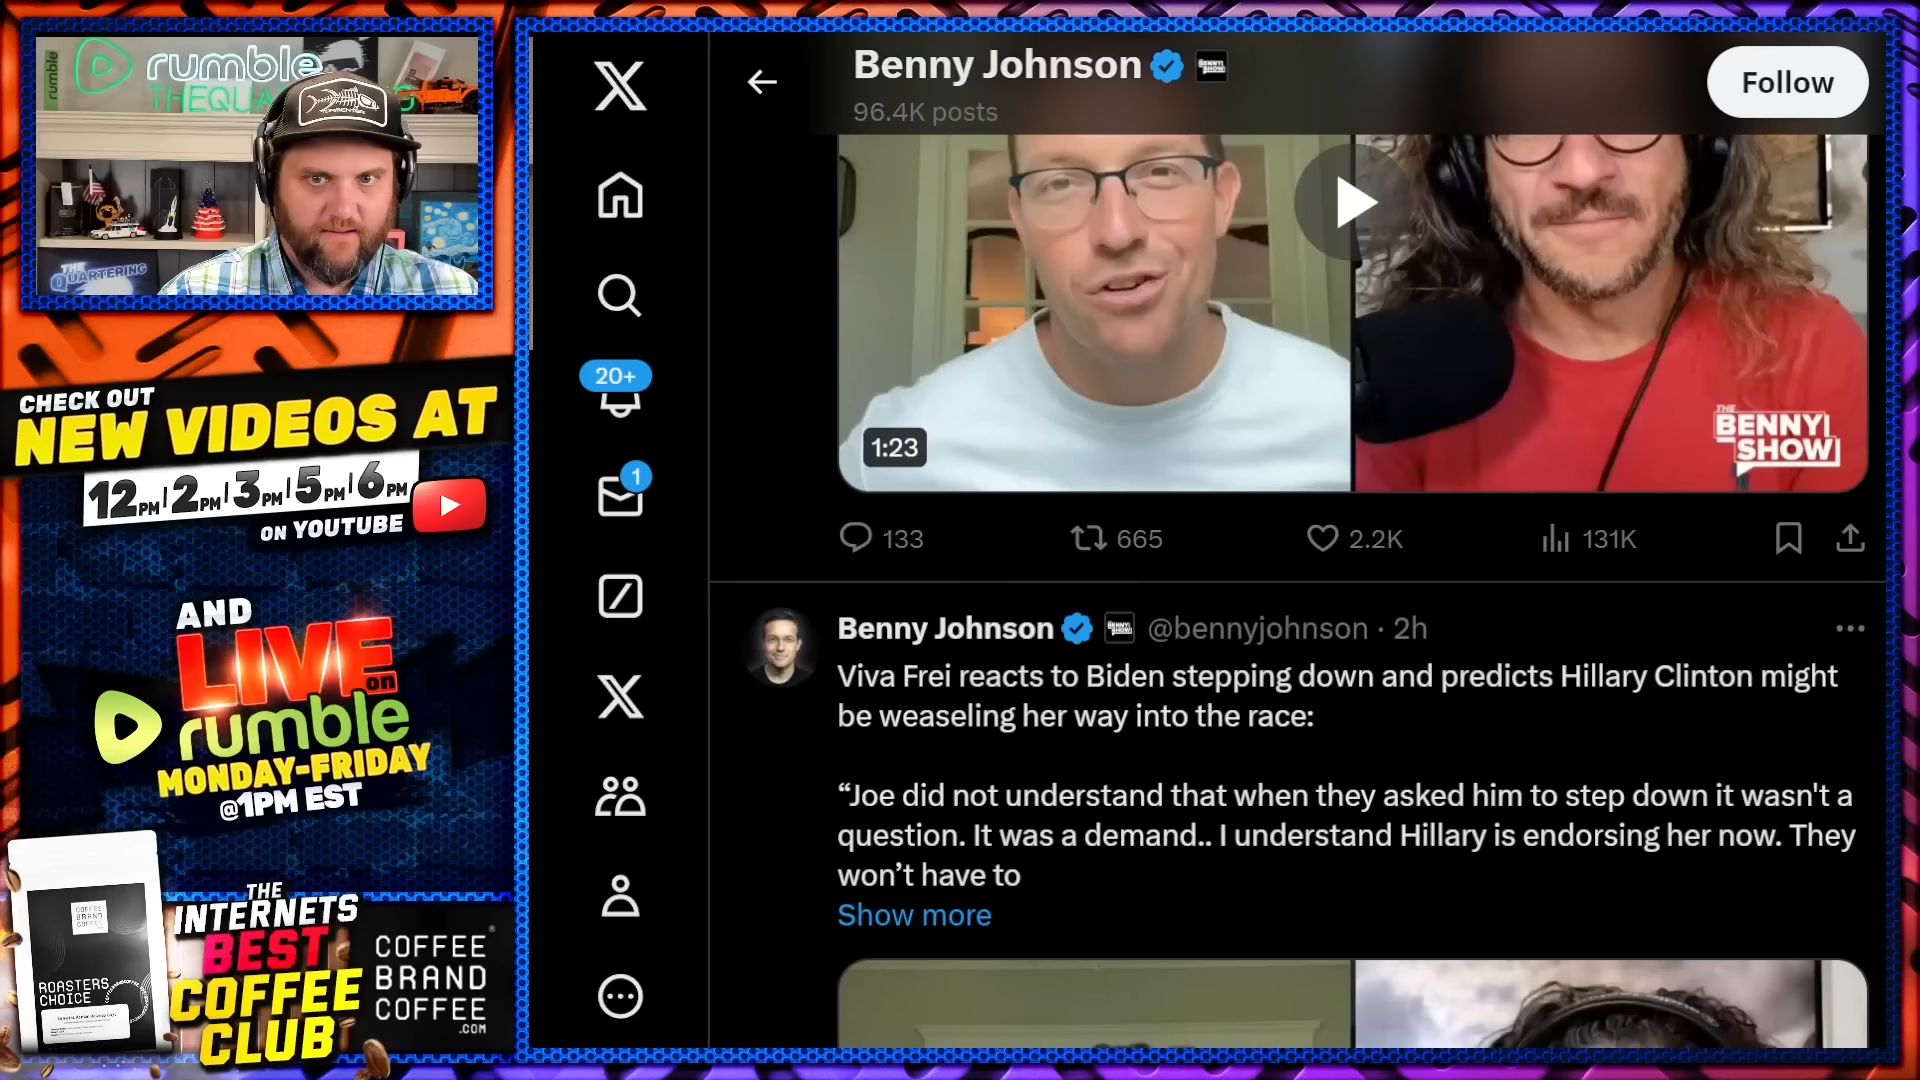 rumble
rumble
THE QUARTERING
CHECK OUT
NEW VIDEOS AT
12PM | 2PM | 3PM | 5PM | 6PM
ON YOUTUBE
AND
LIVE on
rumble
MONDAY-FRIDAY
@1PM EST
COFFEE
BRAND
COFFEE
ROASTERS
CHOICE
THE
INTERNETS
BEST
COFFEE
CLUB
COFFEE
BRAND
COFFEE
.COM
Benny Johnson
96.4K posts
Follow
20+
1
1:23
THE
BENNY
SHOW
133
665
2.2K
131K
Benny Johnson @bennyjohnson · 2h
Viva Frei reacts to Biden stepping down and predicts Hillary Clinton might
be weaseling her way into the race:
“Joe did not understand that when they asked him to step down it wasn't a
question. It was a demand.. I understand Hillary is endorsing her now. They
won’t have to
Show more